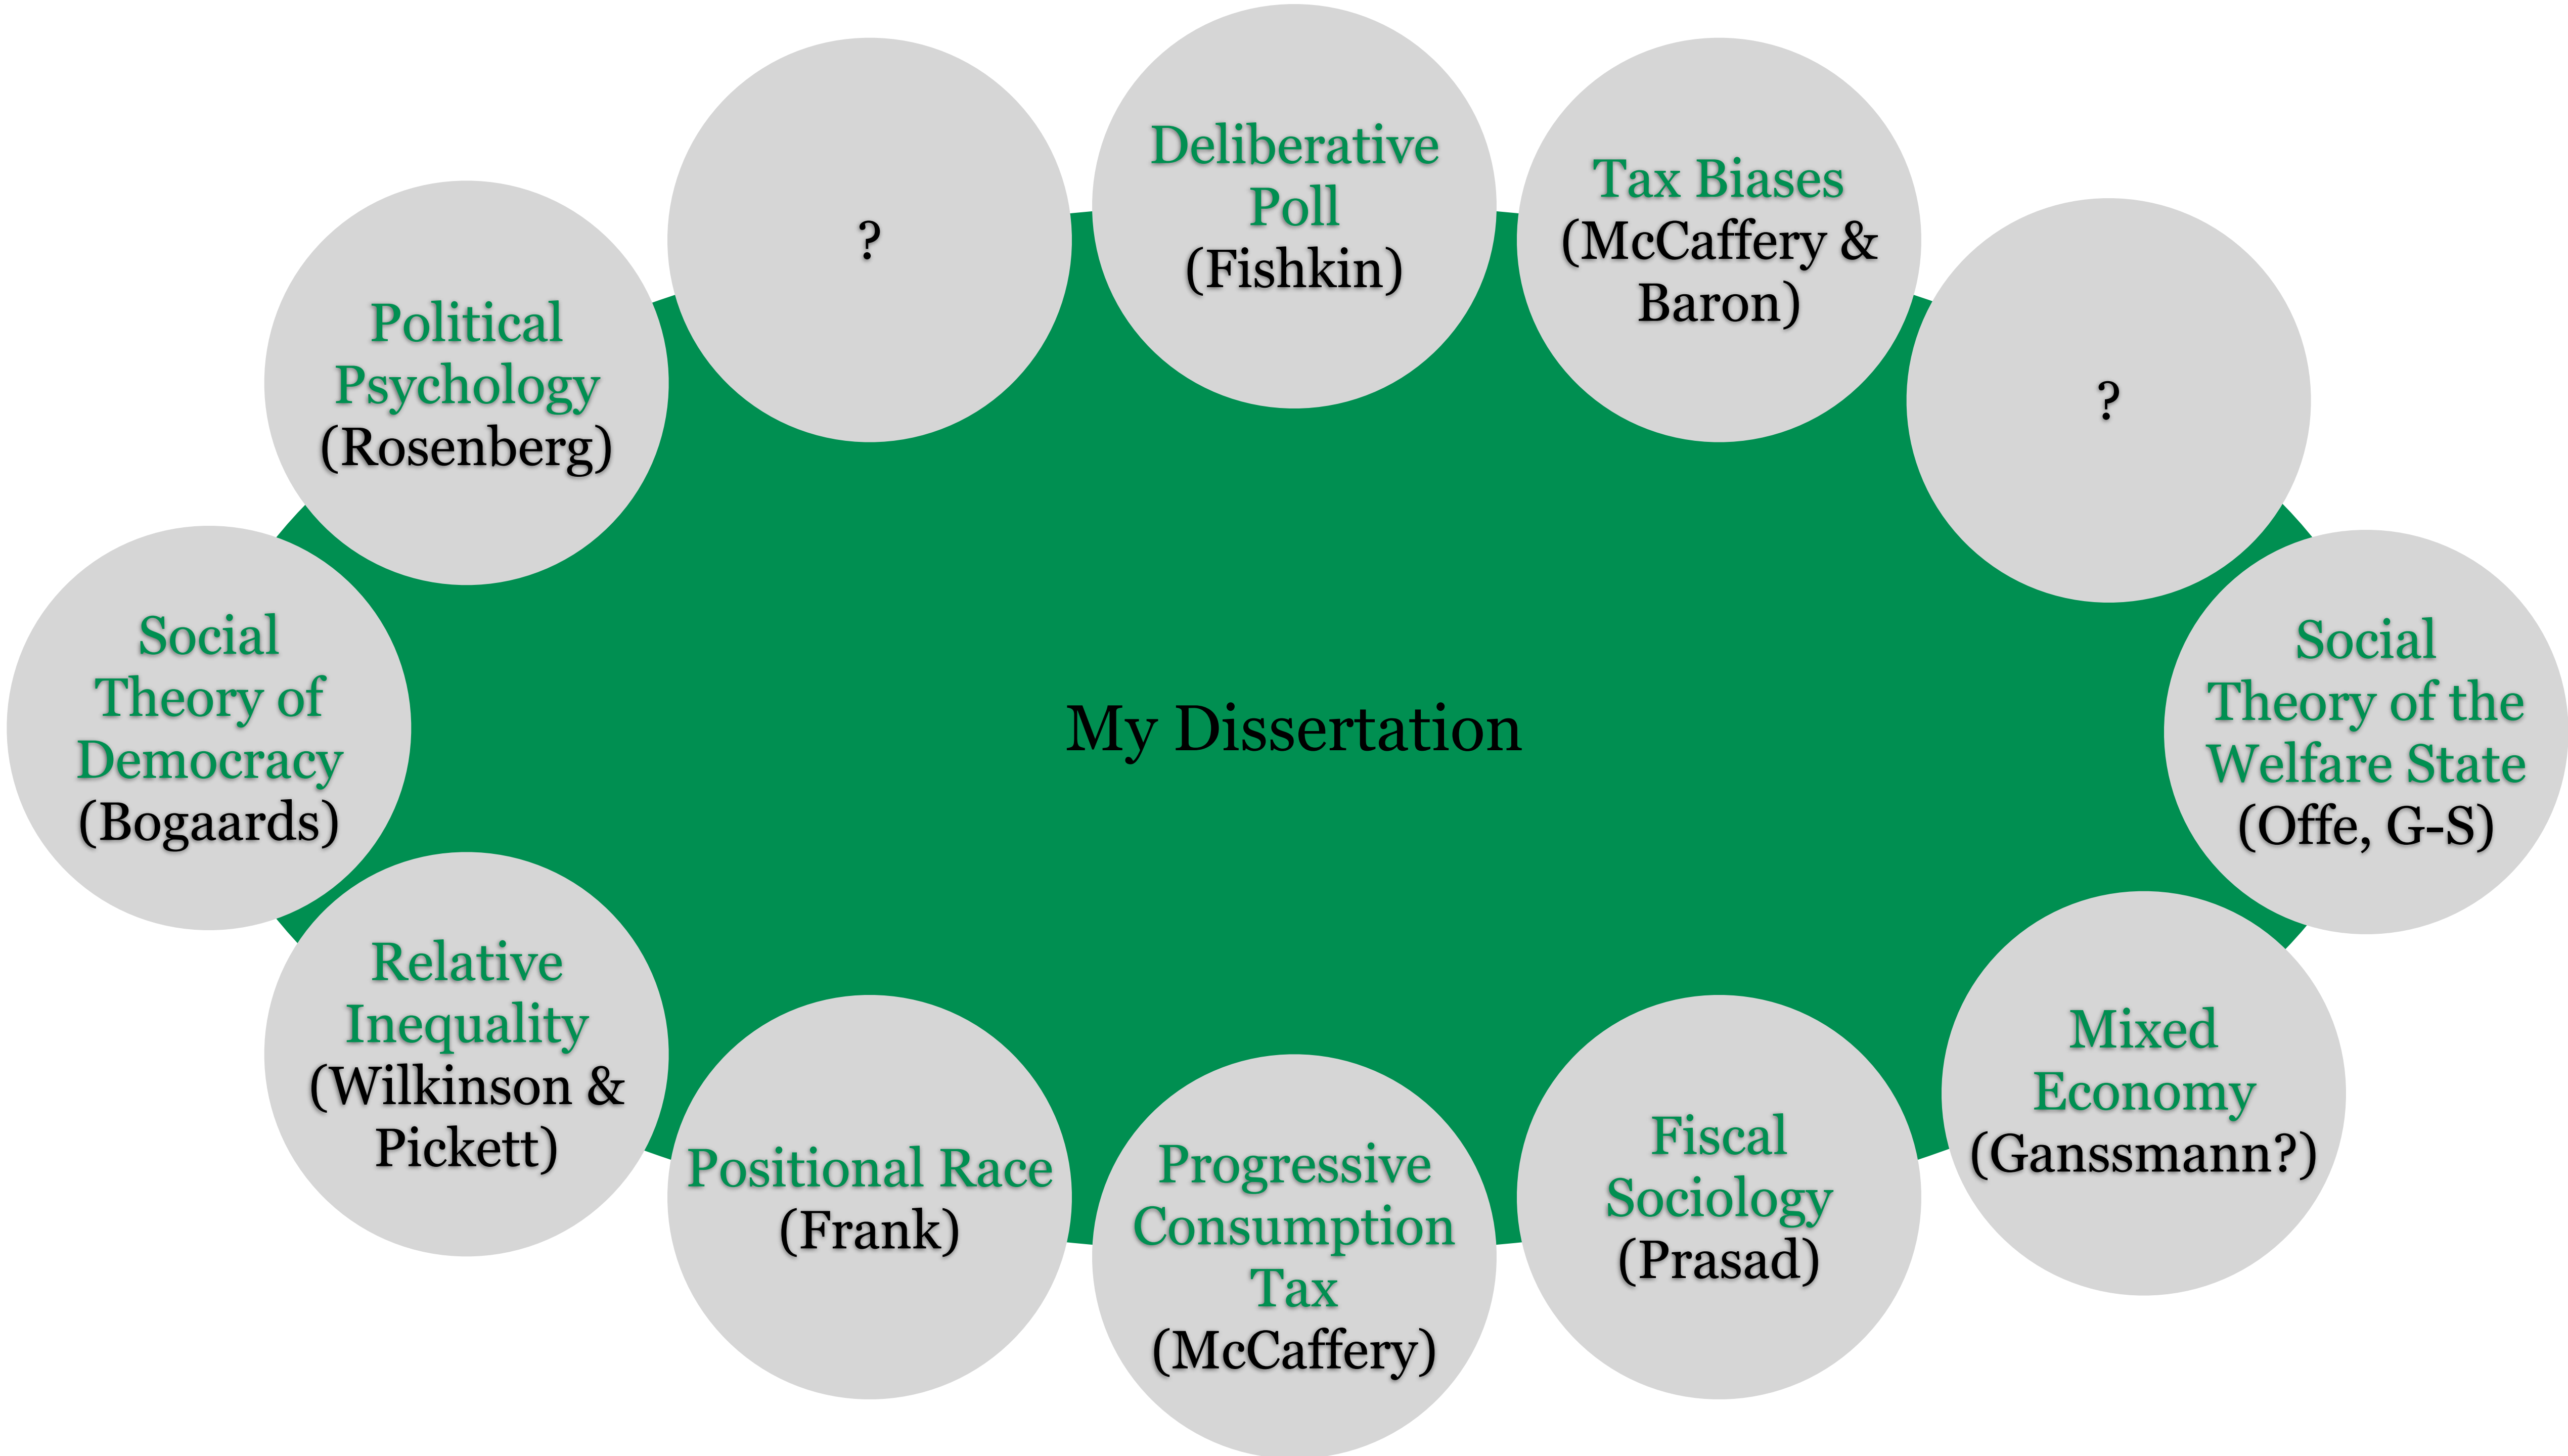 Deliberative
Poll
(Fishkin)
Tax Biases
(McCaffery &
Baron)
?
?
Political
Psychology
(Rosenberg)
Social
Theory of
Democracy
(Bogaards)
Social
Theory of the
Welfare State
(Offe, G-S)
My Dissertation
Relative
Inequality
(Wilkinson &
Pickett)
Mixed
Economy
(Ganssmann?)
Positional Race
(Frank)
Progressive
Consumption
Tax
(McCaffery)
Fiscal
Sociology
(Prasad)